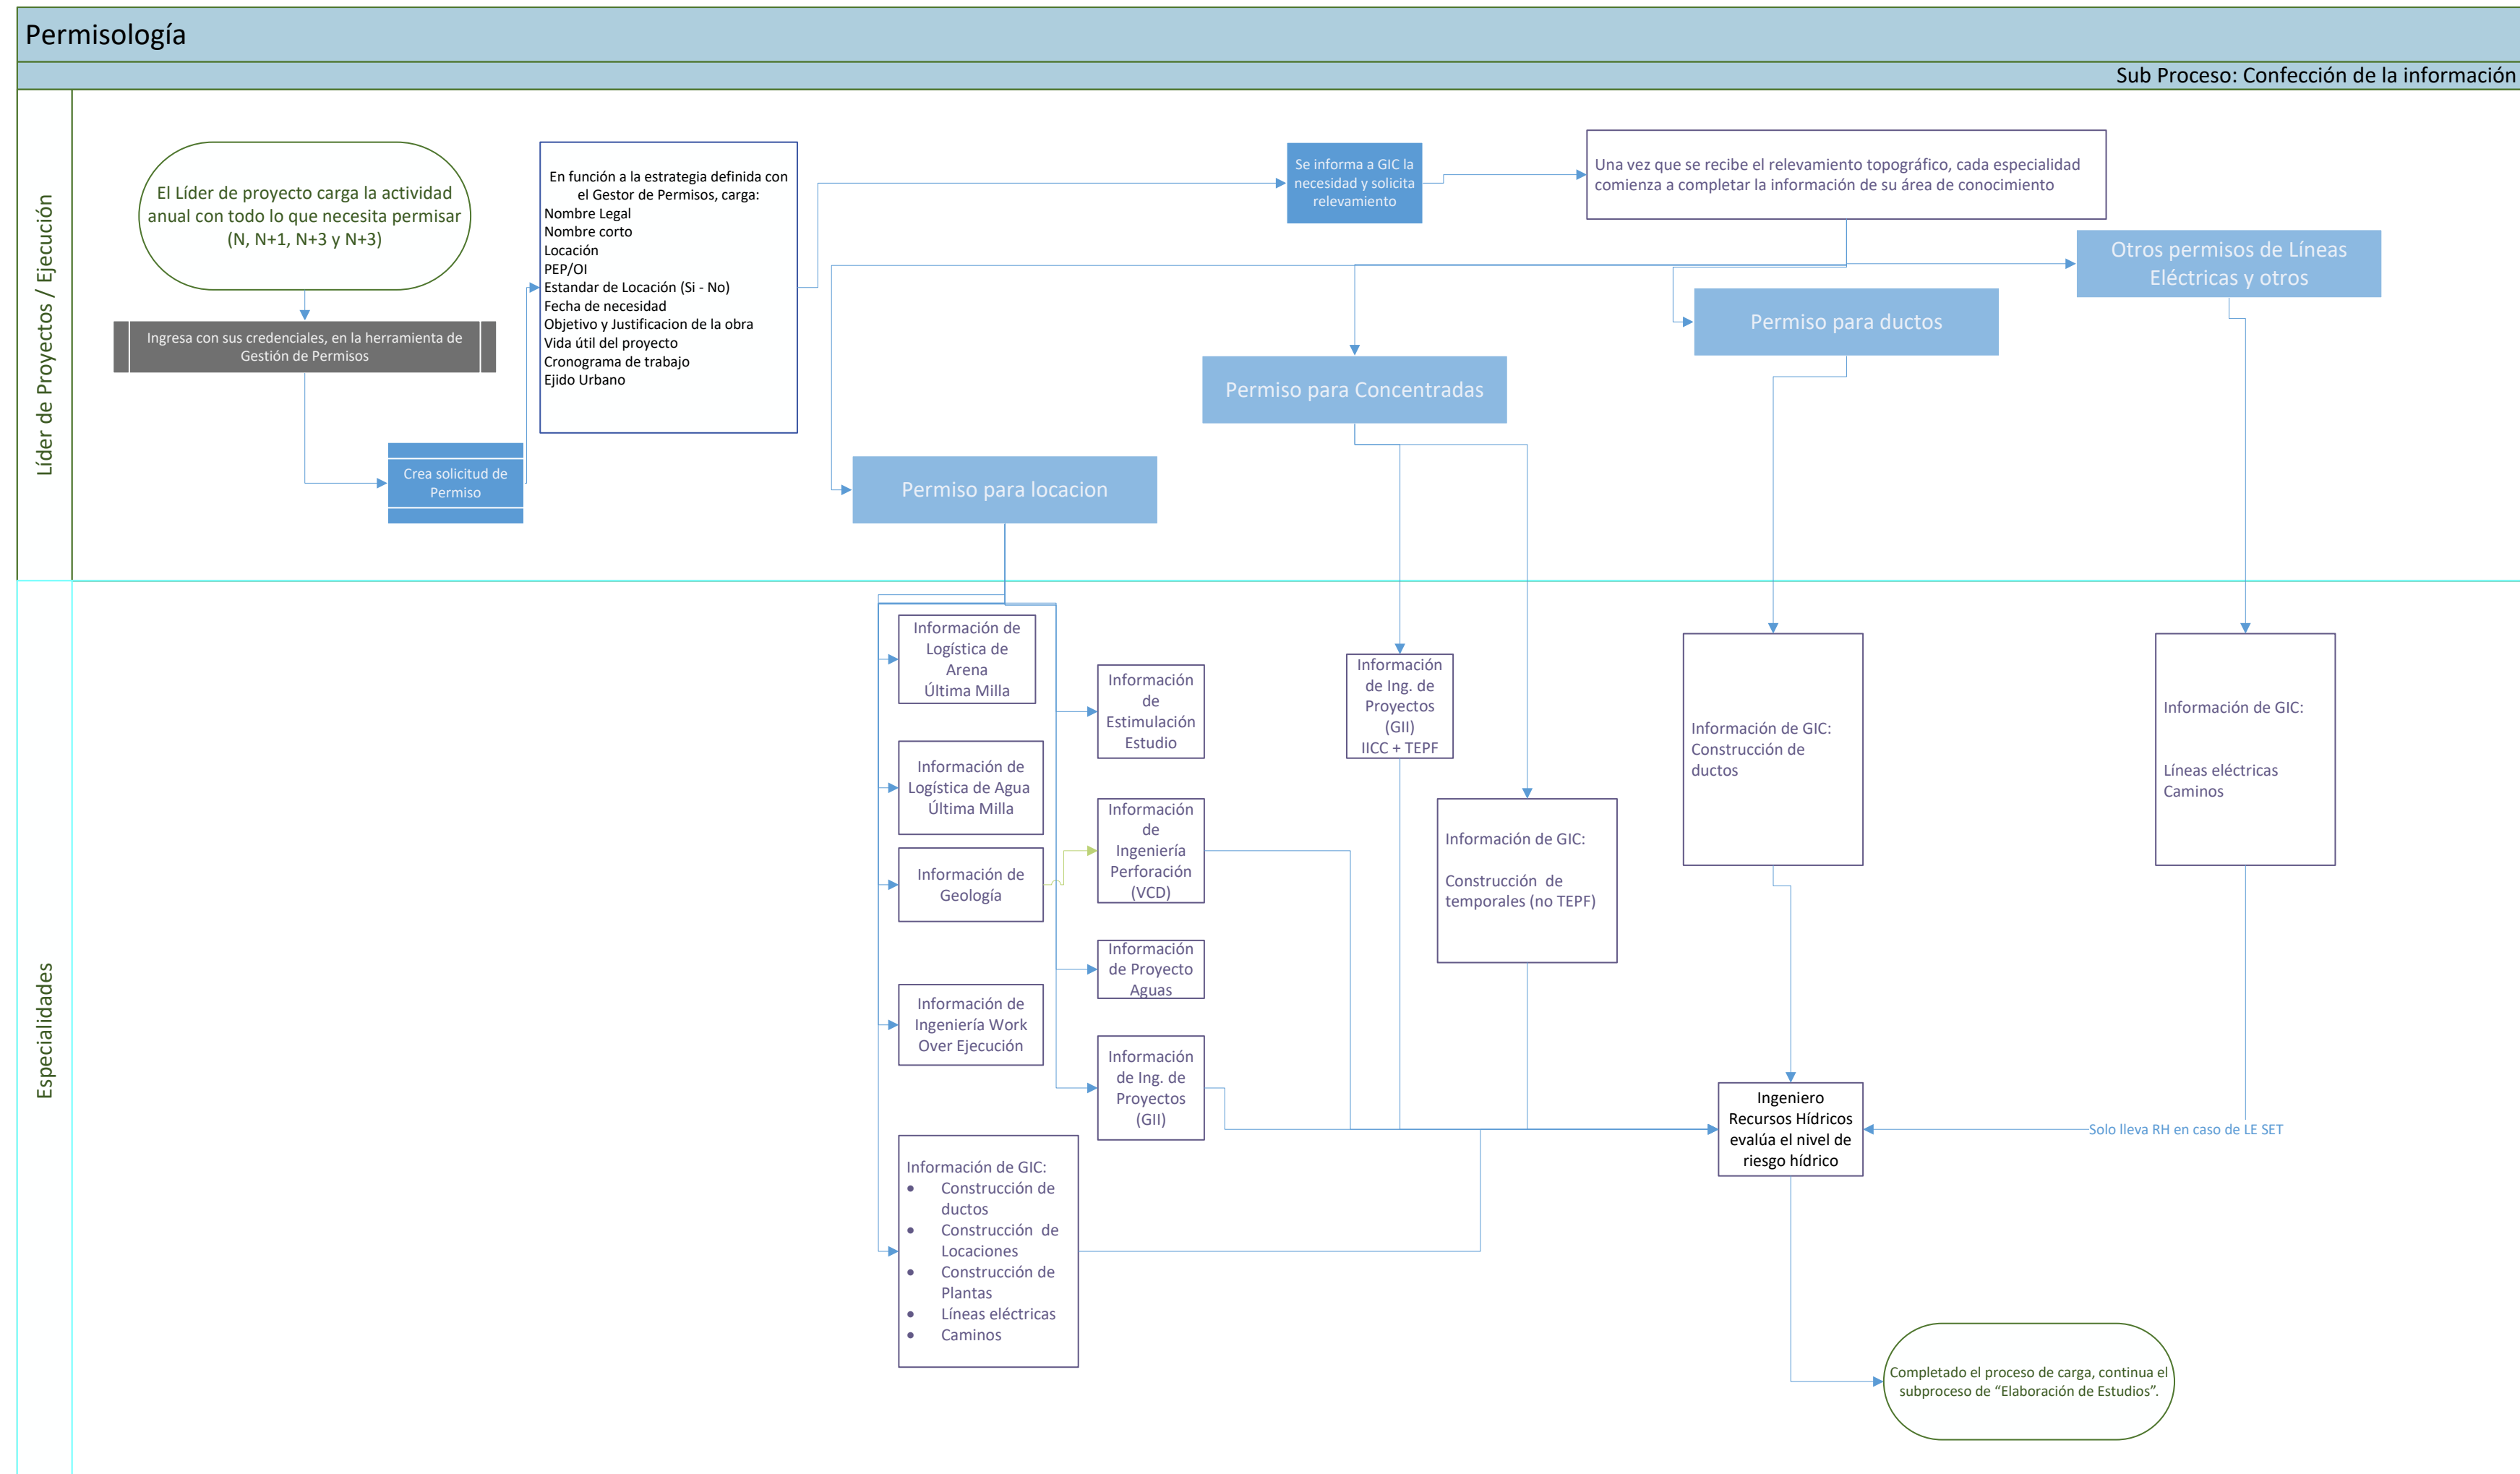 Permisología
Sub Proceso: Confección de la información
Líder de Proyectos / Ejecución
El Líder de proyecto carga la actividad
anual con todo lo que necesita permisar
(N, N+1, N+3 y N+3)
Ingresa con sus credenciales, en la herramienta de
Gestión de Permisos
Crea solicitud de
Permiso
En función a la estrategia definida con
el Gestor de Permisos, carga:
Nombre Legal
Nombre corto
Locación
PEP/OI
Estandar de Locación (Si - No)
Fecha de necesidad
Objetivo y Justificacion de la obra
Vida útil del proyecto
Cronograma de trabajo
Ejido Urbano
Se informa a GIC la
necesidad y solicita
relevamiento
Una vez que se recibe el relevamiento topográfico, cada especialidad
comienza a completar la información de su área de conocimiento
Otros permisos de Líneas
Eléctricas y otros
Permiso para ductos
Permiso para Concentradas
Permiso para locacion
Especialidades
Información de
Logística de
Arena
Última Milla
Información de
Logística de Agua
Última Milla
Información de
Geología
Información de
Ingeniería Work
Over Ejecución
Información de GIC:
• Construcción de
ductos
• Construcción de
Locaciones
• Construcción de
Plantas
• Líneas eléctricas
• Caminos
Información
de
Estimulación
Estudio
Información
de
Ingeniería
Perforación
(VCD)
Información
de Proyecto
Aguas
Información
de Ing. de
Proyectos
(GII)
Información
de Ing. de
Proyectos
(GII)
IICC + TEPF
Información de GIC:
Construcción de
temporales (no TEPF)
Información de GIC:
Construcción de
ductos
Información de GIC:
Líneas eléctricas
Caminos
Ingeniero
Recursos Hídricos
evalúa el nivel de
riesgo hídrico
Solo lleva RH en caso de LE SET
Completado el proceso de carga, continua el
subproceso de “Elaboración de Estudios”.